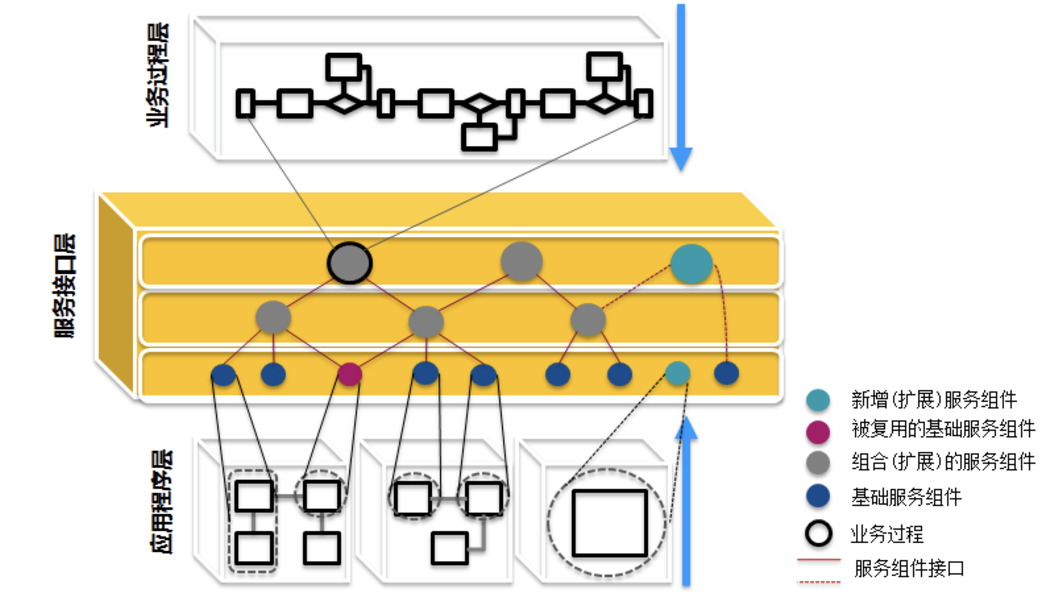 业务过程层
服务接口层
应用程序层
新增(扩展)服务组件
被复用的基础服务组件
组合(扩展)的服务组件
基础服务组件
业务过程
服务组件接口